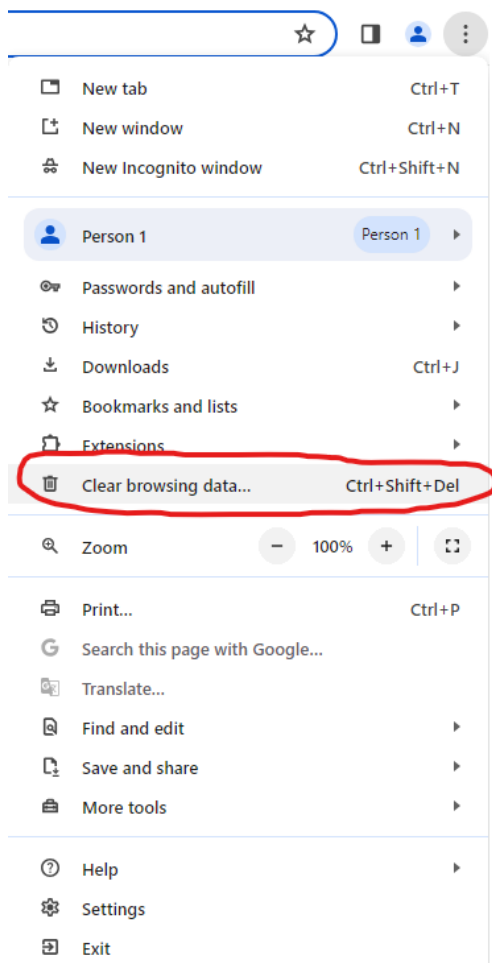 New tab Ctrl+T
New window Ctrl+N
New Incognito window Ctrl+Shift+N
Person 1 Person 1
Passwords and autofill
History
Downloads Ctrl+J
Bookmarks and lists
Extensions
Clear browsing data... Ctrl+Shift+Del
Zoom − 100% +
Print... Ctrl+P
Search this page with Google...
Translate...
Find and edit
Save and share
More tools
Help
Settings
Exit